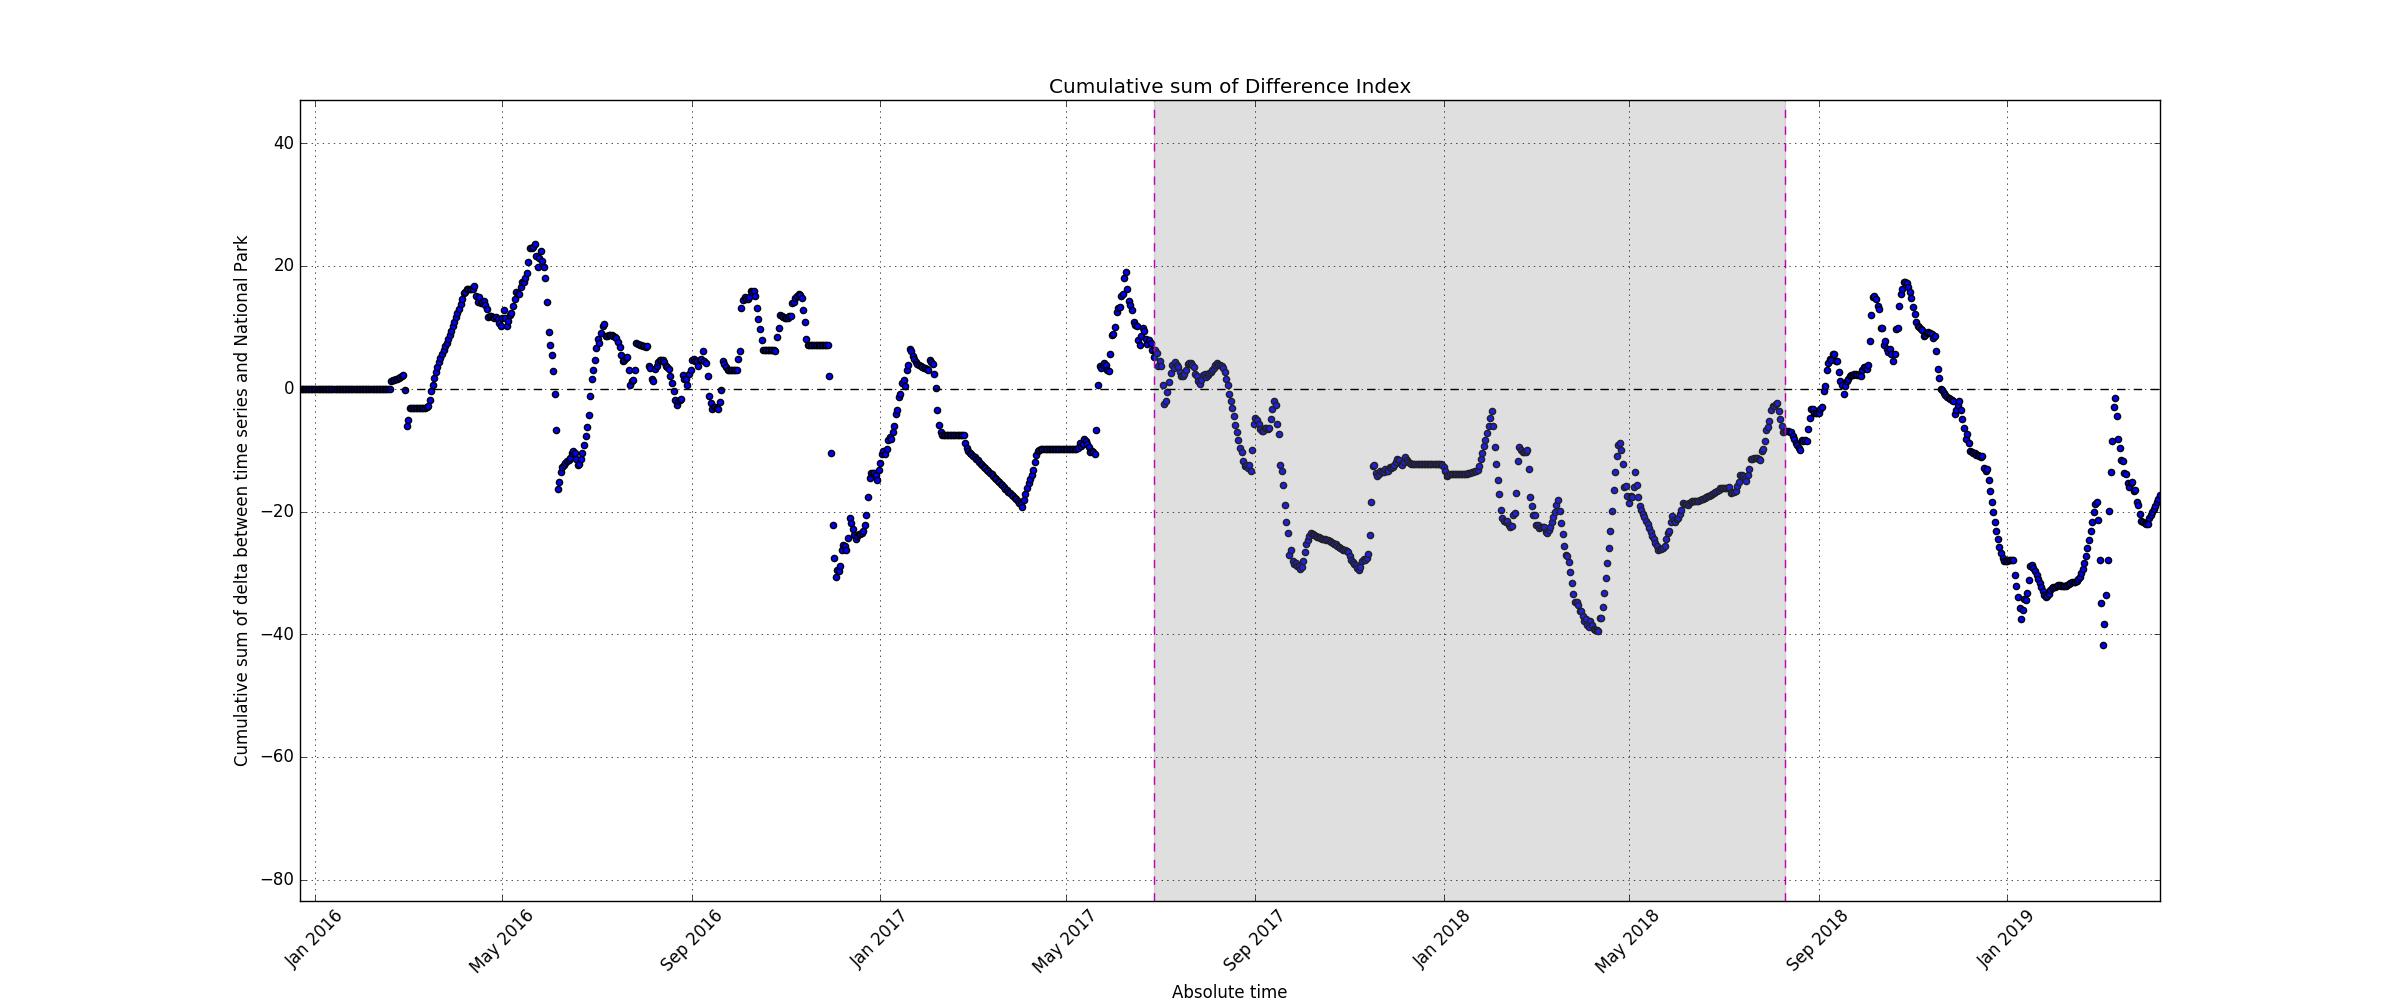 Cumulative sum of Difference Index
Cumulative sum of delta between time series and National Park
40
20
0
−20
−40
−60
−80
Jan 2016
May 2016
Sep 2016
Jan 2017
May 2017
Sep 2017
Jan 2018
May 2018
Sep 2018
Jan 2019
Absolute time